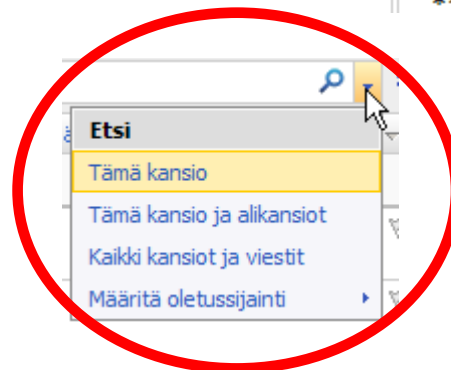 Etsi
Tämä kansio
Tämä kansio ja alikansiot
Kaikki kansiot ja viestit
Määritä oletussijainti